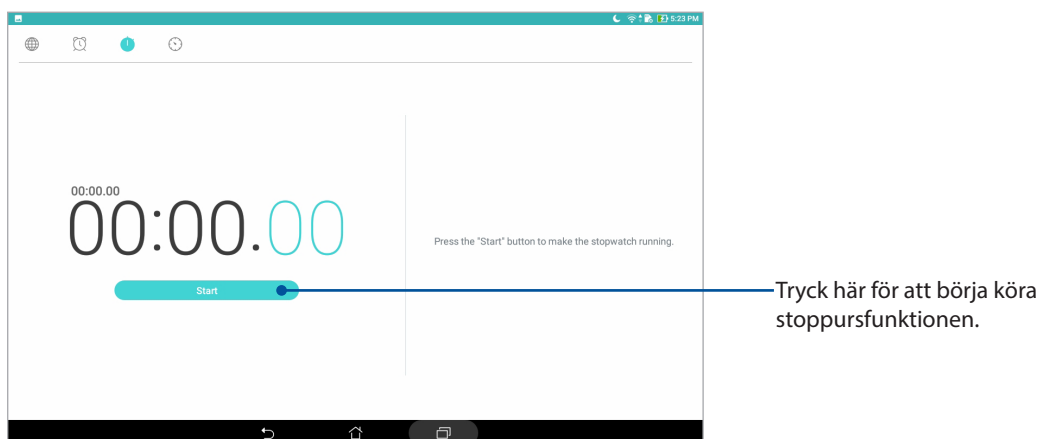 5:23 PM
00:00.00
00:00.00
Press the "Start" button to make the stopwatch running.
Start
Tryck här för att börja köra
stoppursfunktionen.